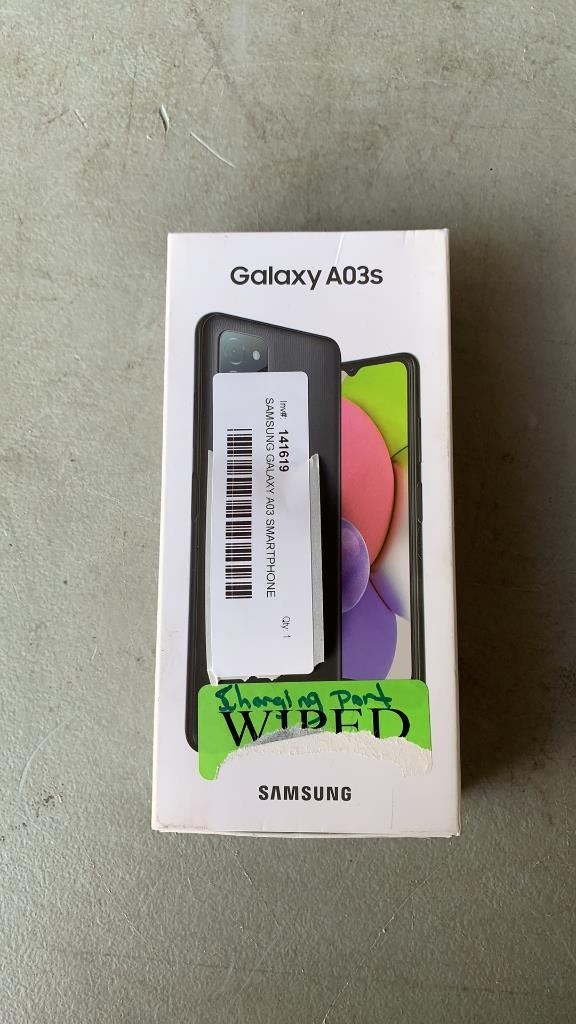 Galaxy A03s
Inv#: 141619
SAMSUNG GALAXY A03 SMARTPHONE
Qty: 1
Charging Port
WIPED
SAMSUNG